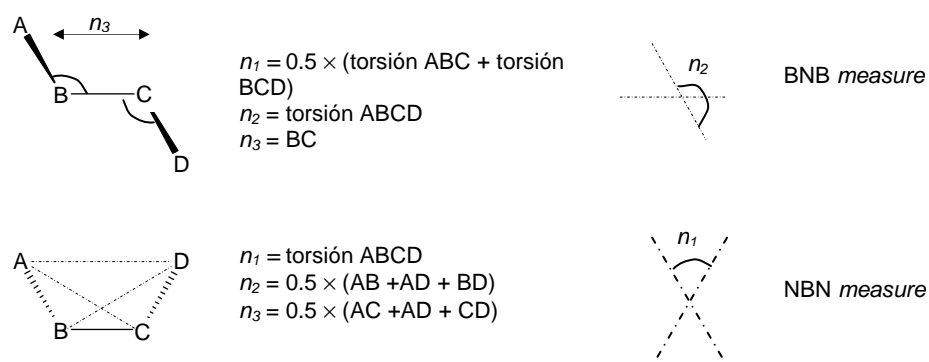 A
n3
B C
D
n1 = 0.5 × (torsión ABC + torsión
BCD)
n2 = torsión ABCD
n3 = BC
n2
BNB measure
A D
B C
n1 = torsión ABCD
n2 = 0.5 × (AB +AD + BD)
n3 = 0.5 × (AC +AD + CD)
n1
NBN measure